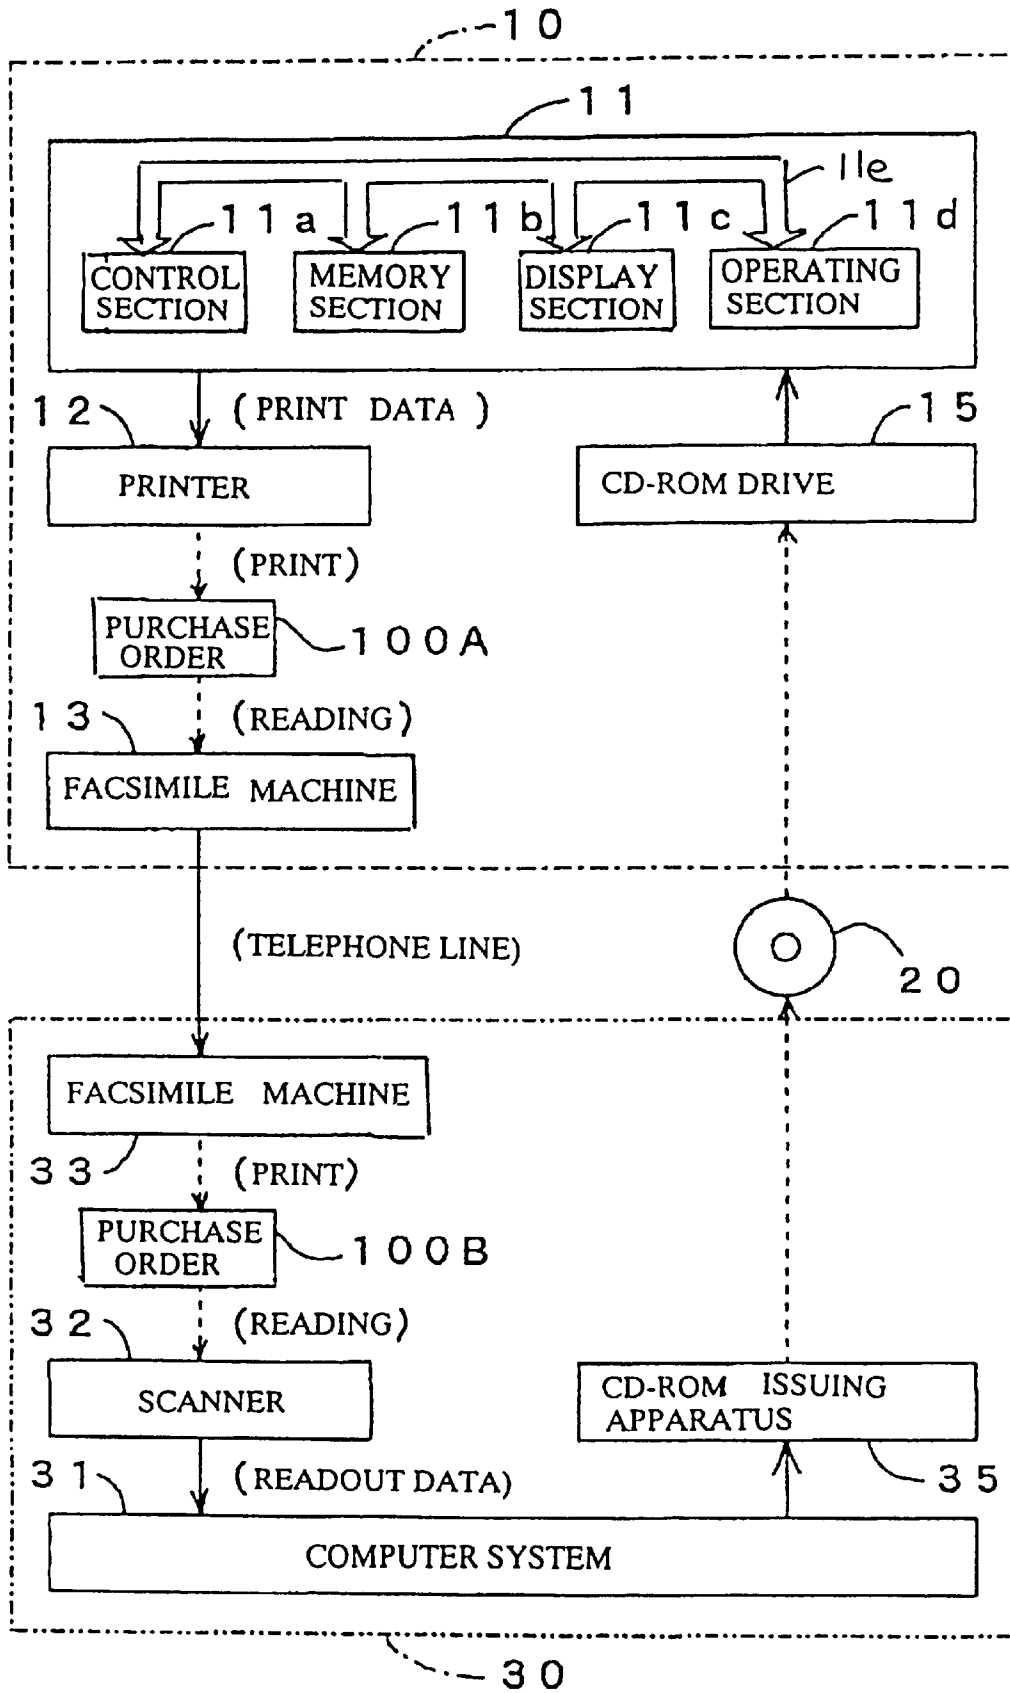 10
11
11e
11a 11b 11c 11d
CONTROL SECTION
MEMORY SECTION
DISPLAY SECTION
OPERATING SECTION
12 (PRINT DATA) 15
PRINTER
CD-ROM DRIVE
(PRINT)
PURCHASE ORDER
100A
13 (READING)
FACSIMILE MACHINE
(TELEPHONE LINE)
20
FACSIMILE MACHINE
33 (PRINT)
PURCHASE ORDER
100B
32 (READING)
SCANNER
CD-ROM ISSUING APPARATUS
31 (READOUT DATA) 35
COMPUTER SYSTEM
30